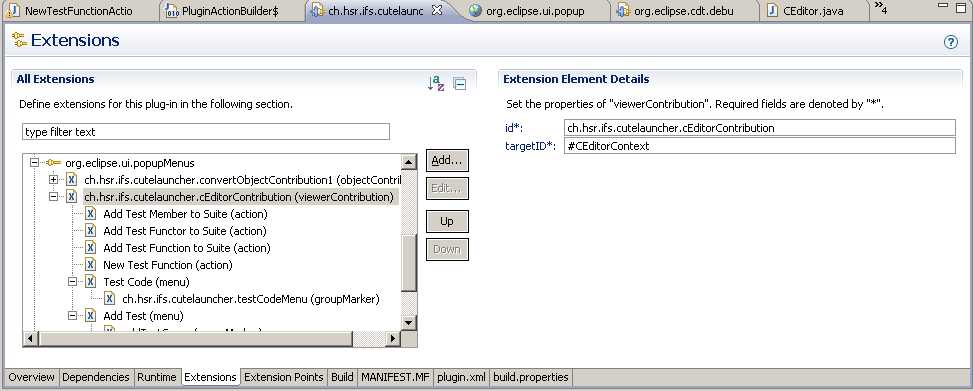 NewTestFunctionActio PluginActionBuilder$ ch.hsr.ifs.cutelaunc org.eclipse.ui.popup org.eclipse.cdt.debu CEditor.java »4
Extensions
All Extensions
Define extensions for this plug-in in the following section.
type filter text
org.eclipse.ui.popupMenus
ch.hsr.ifs.cutelauncher.convertObjectContribution1 (objectContril
ch.hsr.ifs.cutelauncher.cEditorContribution (viewerContribution)
Add Test Member to Suite (action)
Add Test Functor to Suite (action)
Add Test Function to Suite (action)
New Test Function (action)
Test Code (menu)
ch.hsr.ifs.cutelauncher.testCodeMenu (groupMarker)
Add Test (menu)
Add...
Edit...
Up
Down
Extension Element Details
Set the properties of "viewerContribution". Required fields are denoted by "*".
id*: ch.hsr.ifs.cutelauncher.cEditorContribution
targetID*: #CEditorContext
Overview Dependencies Runtime Extensions Extension Points Build MANIFEST.MF plugin.xml build.properties